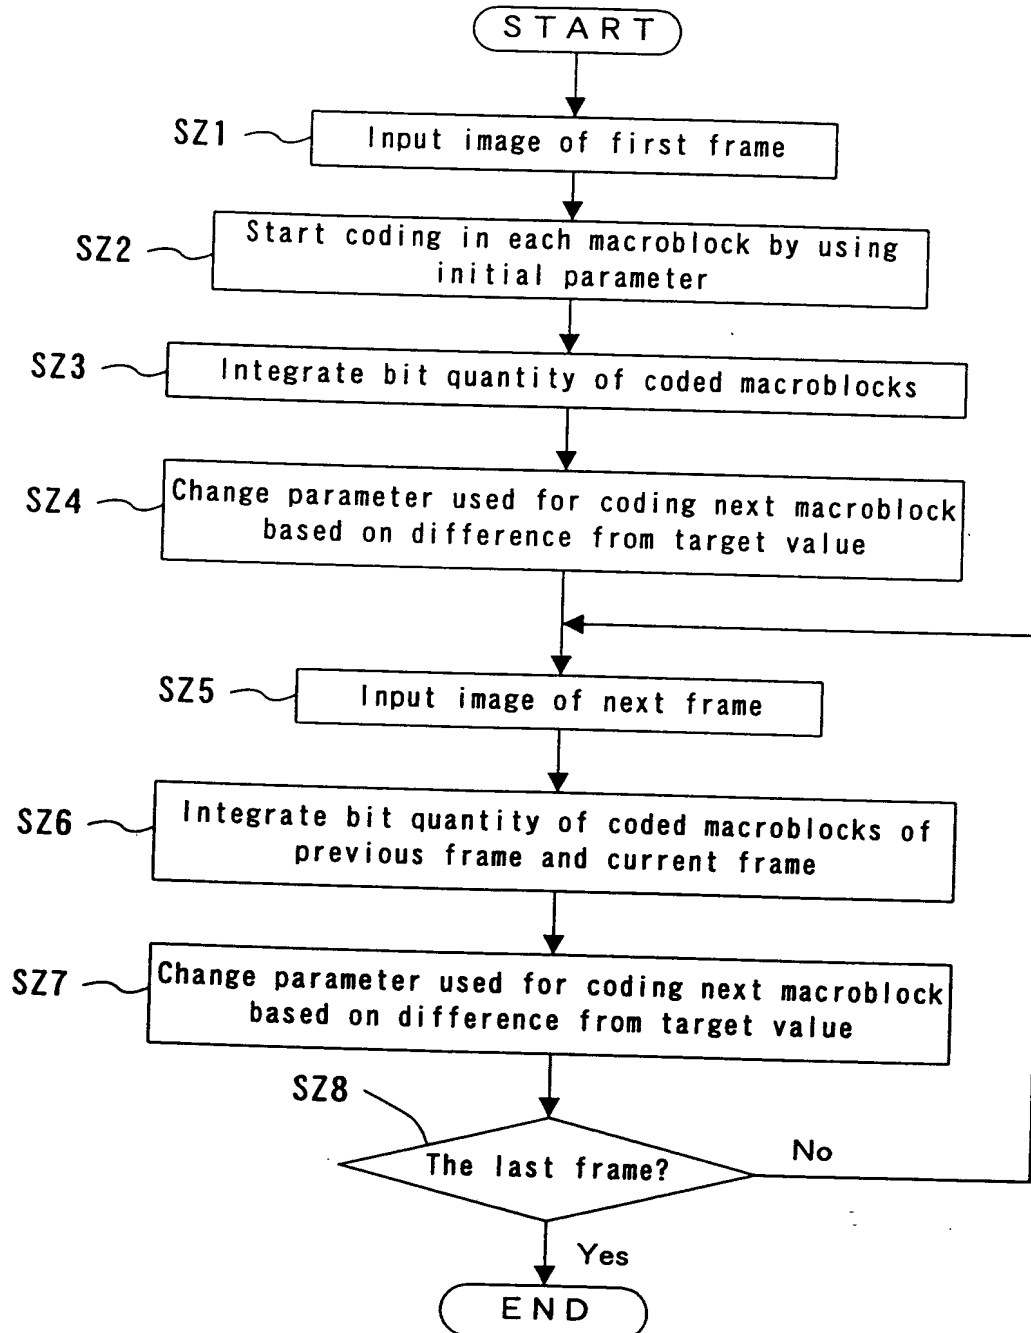 START
SZ1
Input image of first frame
SZ2
Start coding in each macroblock by using
initial parameter
SZ3
Integrate bit quantity of coded macroblocks
SZ4
Change parameter used for coding next macroblock
based on difference from target value
SZ5
Input image of next frame
SZ6
Integrate bit quantity of coded macroblocks of
previous frame and current frame
SZ7
Change parameter used for coding next macroblock
based on difference from target value
SZ8
The last frame?
No
Yes
END